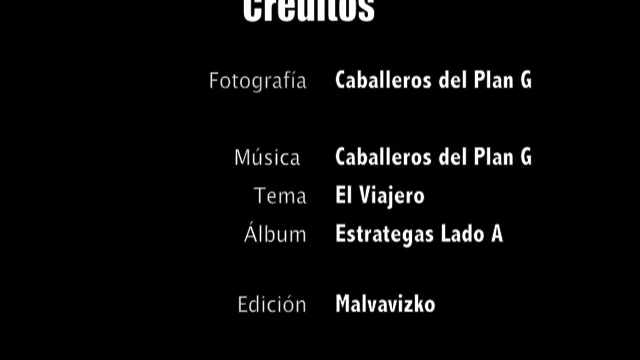 Créditos
Fotografía Caballeros del Plan G
Música Caballeros del Plan G
Tema El Viajero
Álbum Estrategas Lado A
Edición Malvavizko